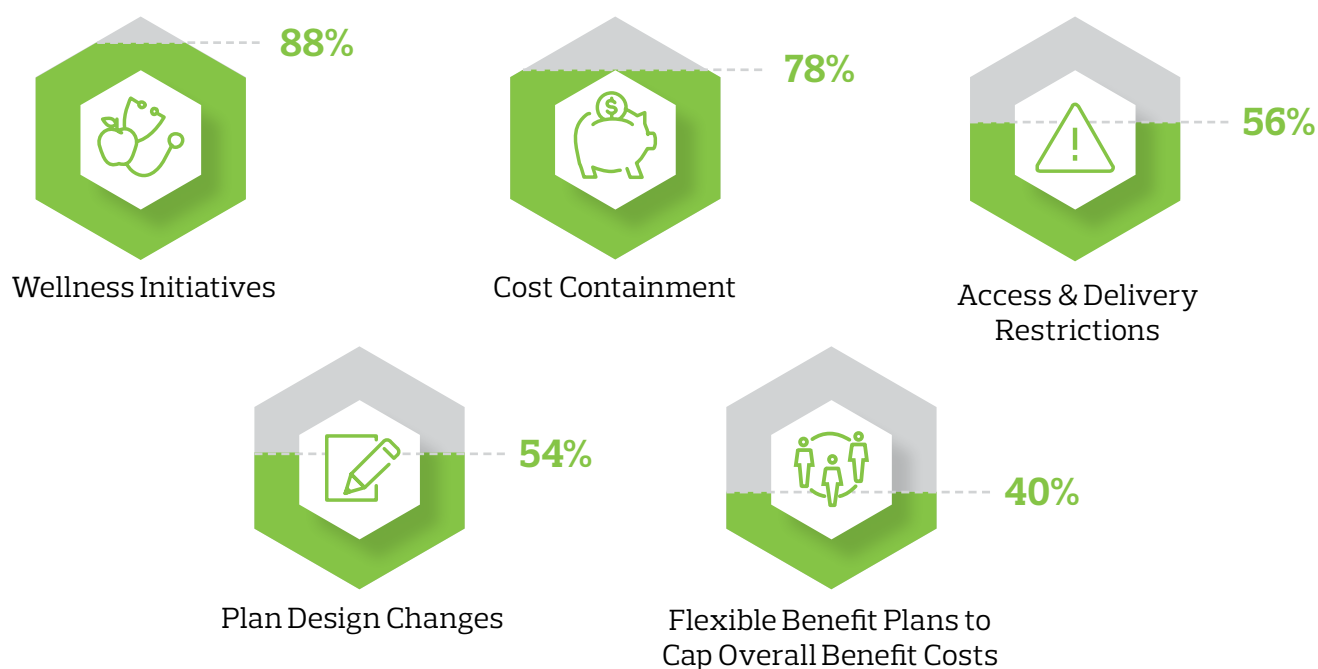 88%
Wellness Initiatives
$
78%
Cost Containment
!
56%
Access & Delivery
Restrictions
54%
Plan Design Changes
40%
Flexible Benefit Plans to
Cap Overall Benefit Costs